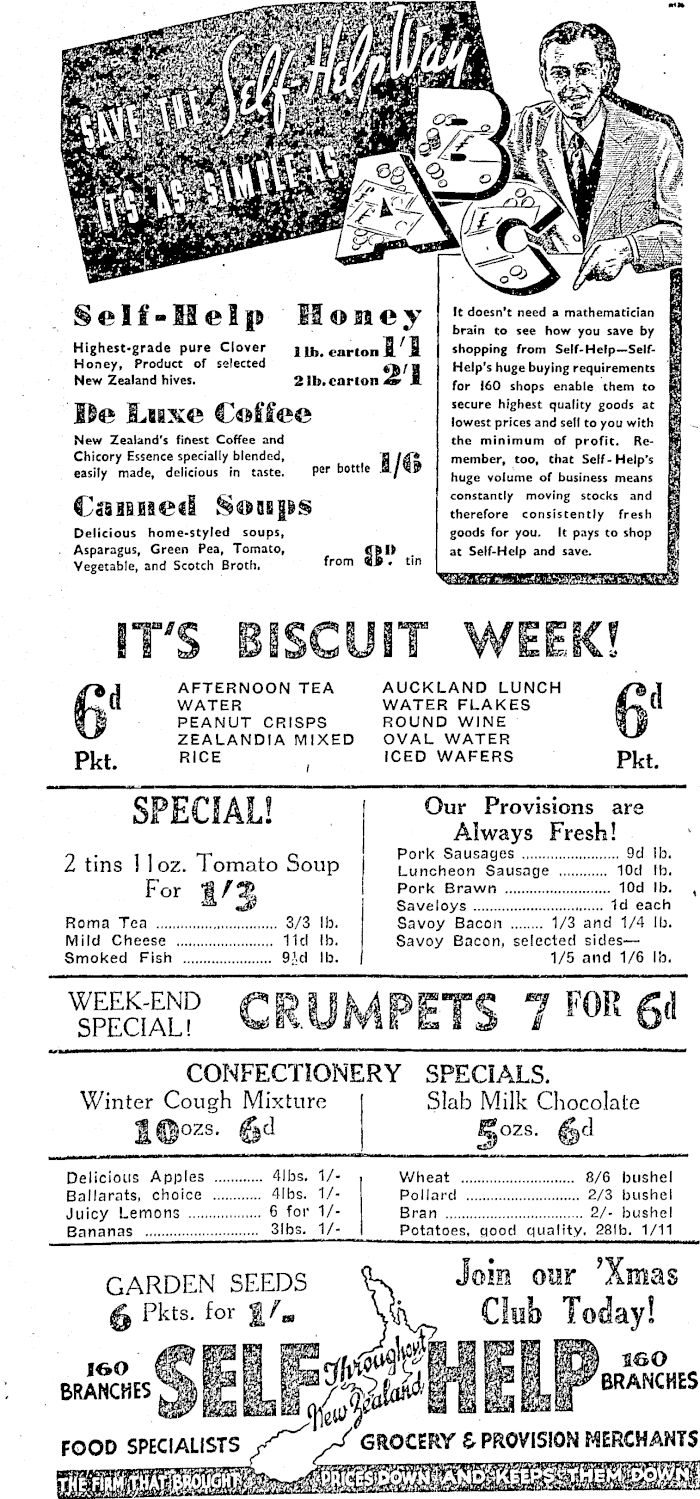 SAVE THE Self-Help Way
IT'S AS SIMPLE AS
A B C
Self-Help Honey
Highest-grade pure Clover
Honey, Product of selected
New Zealand hives.
1 lb. carton 1'1
2 lb. carton 2'1
De Luxe Coffee
New Zealand's finest Coffee and
Chicory Essence specially blended,
easily made, delicious in taste.
per bottle 1/6
Canned Soups
Delicious home-styled soups,
Asparagus, Green Pea, Tomato,
Vegetable, and Scotch Broth.
from 8D. tin
It doesn't need a mathematician
brain to see how you save by
shopping from Self-Help—Self-
Help's huge buying requirements
for 160 shops enable them to
secure highest quality goods at
lowest prices and sell to you with
the minimum of profit. Re-
member, too, that Self-Help's
huge volume of business means
constantly moving stocks and
therefore consistently fresh
goods for you. It pays to shop
at Self-Help and save.
IT'S BISCUIT WEEK!
6d
Pkt.
AFTERNOON TEA
WATER
PEANUT CRISPS
ZEALANDIA MIXED
RICE
AUCKLAND LUNCH
WATER FLAKES
ROUND WINE
OVAL WATER
ICED WAFERS
6d
Pkt.
SPECIAL!
2 tins 11oz. Tomato Soup
For 1/3
Roma Tea ............................ 3/3 lb.
Mild Cheese ....................... 11d lb.
Smoked Fish ..................... 9½d lb.
Our Provisions are
Always Fresh!
Pork Sausages ....................... 9d lb.
Luncheon Sausage ............ 10d lb.
Pork Brawn ......................... 10d lb.
Saveloys ............................... 1d each
Savoy Bacon ........ 1/3 and 1/4 lb.
Savoy Bacon, selected sides—
1/5 and 1/6 lb.
WEEK-END
SPECIAL!
CRUMPETS 7 FOR 6d
CONFECTIONERY SPECIALS.
Winter Cough Mixture
10ozs. 6d
Slab Milk Chocolate
5ozs. 6d
Delicious Apples ............ 4lbs. 1/-
Ballarats, choice ............ 4lbs. 1/-
Juicy Lemons .................. 6 for 1/-
Bananas ........................... 3lbs. 1/-
Wheat ........................... 8/6 bushel
Pollard ........................... 2/3 bushel
Bran ................................ 2/- bushel
Potatoes, good quality, 28lb. 1/11
GARDEN SEEDS
6 Pkts. for 1/-
Join our 'Xmas
Club Today!
160
BRANCHES
SELF HELP
Throughout
New Zealand
160
BRANCHES
FOOD SPECIALISTS
GROCERY & PROVISION MERCHANTS
THE FIRM THAT BROUGHT PRICES DOWN AND KEEPS THEM DOWN!